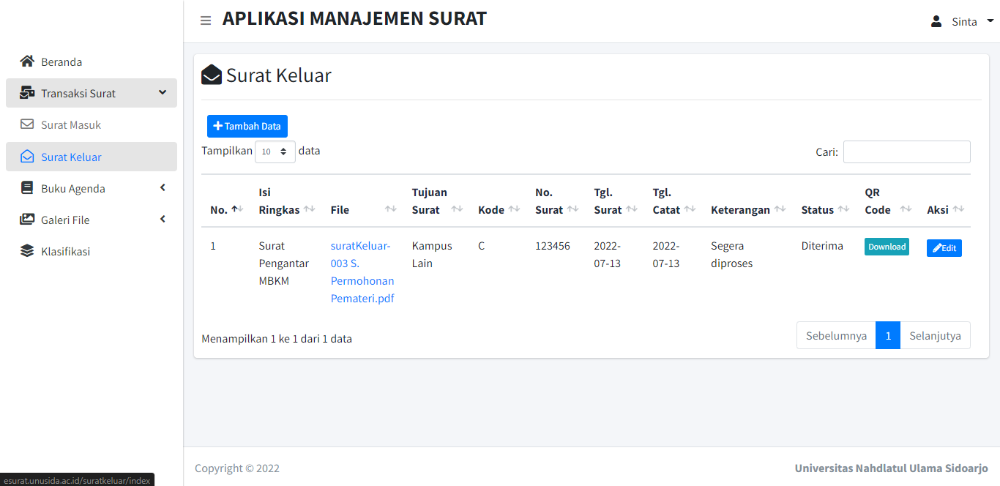 APLIKASI MANAJEMEN SURAT
Sinta
Beranda
Transaksi Surat
Surat Masuk
Surat Keluar
Buku Agenda
Galeri File
Klasifikasi
Surat Keluar
Tambah Data
Tampilkan 10 data
Cari:
No.
Isi
Ringkas
File
Tujuan
Surat
Kode
No.
Surat
Tgl.
Surat
Tgl.
Catat
Keterangan
Status
QR
Code
Aksi
1
Surat
Pengantar
MBKM
suratKeluar-
003 S.
Permohonan
Pemateri.pdf
Kampus
Lain
C
123456
2022-
07-13
2022-
07-13
Segera
diproses
Diterima
Download
Edit
Menampilkan 1 ke 1 dari 1 data
Sebelumnya 1 Selanjutya
Copyright © 2022
Universitas Nahdlatul Ulama Sidoarjo
esurat.unusida.ac.id/suratkeluar/index